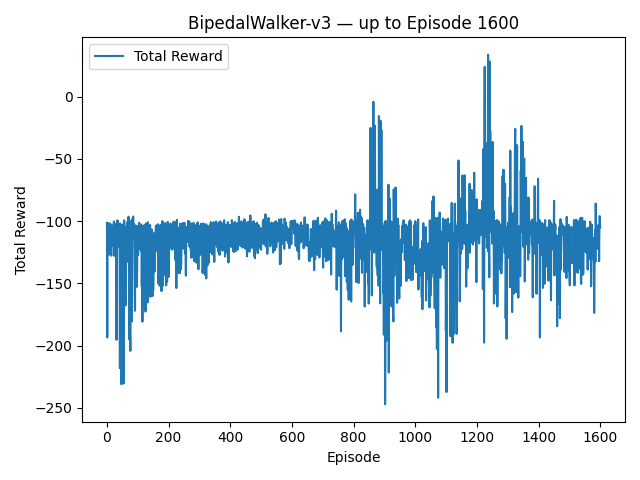 BipedalWalker-v3 — up to Episode 1600
Total Reward
0
−50
−100
−150
−200
−250
Total Reward
0 200 400 600 800 1000 1200 1400 1600
Episode